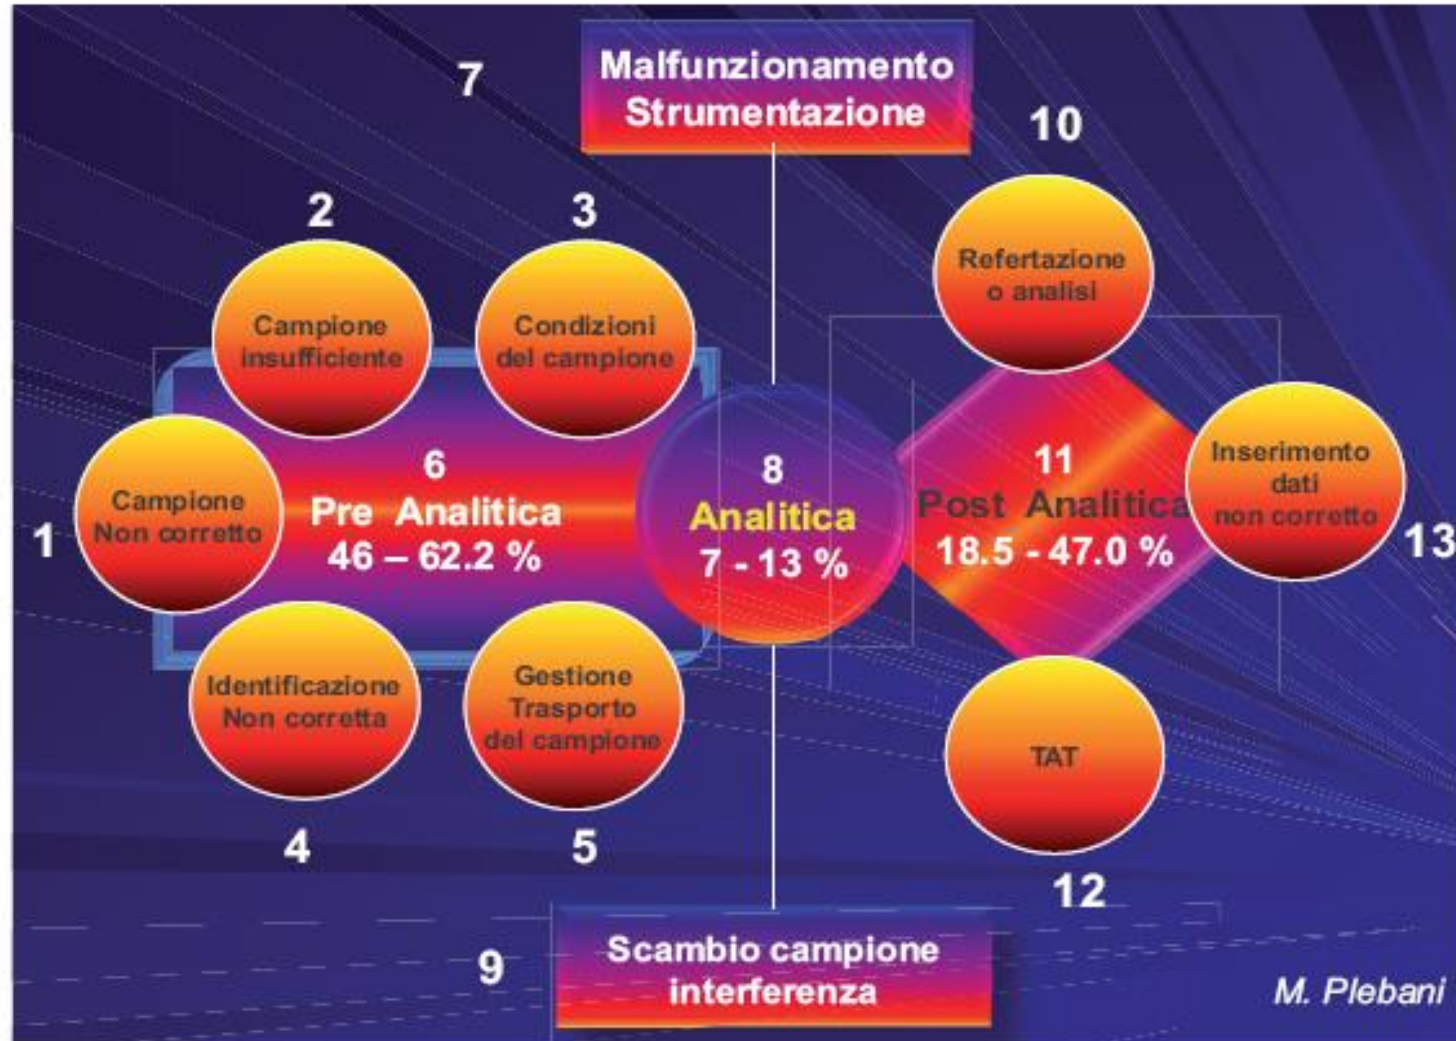 7
Malfunzionamento
Strumentazione
10
2
3
Refertazione
o analisi
Campione
insufficiente
Condizioni
del campione
1
Campione
Non corretto
6
Pre Analitica
46 – 62.2 %
8
Analitica
7 - 13 %
11
Post Analitica
18.5 - 47.0 %
Inserimento
dati
non corretto
13
Identificazione
Non corretta
Gestione
Trasporto
del campione
TAT
4
5
12
9
Scambio campione
interferenza
M. Plebani